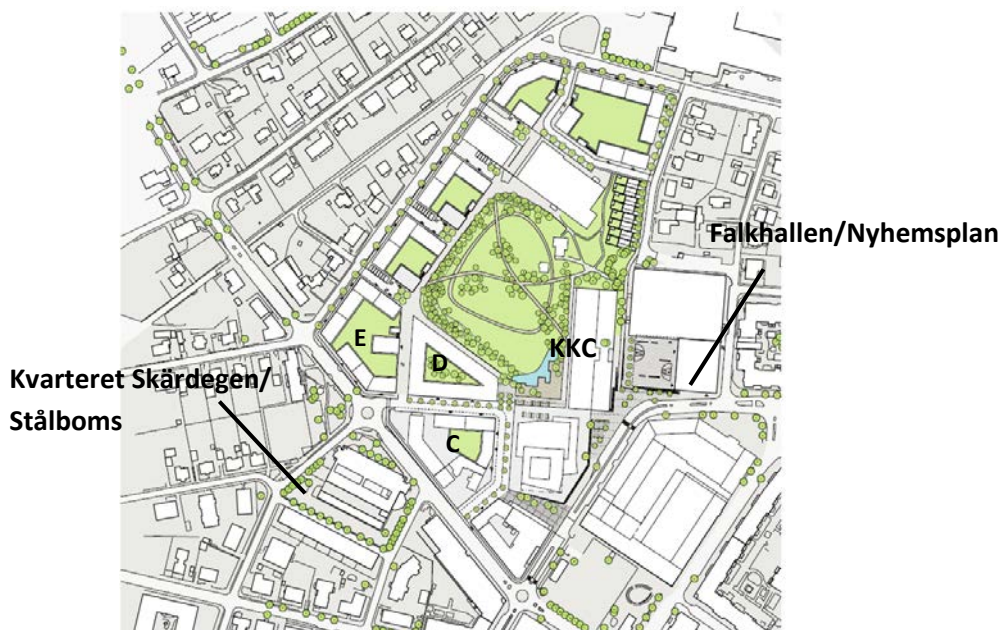 Falkhallen/Nyhemsplan
KKC
E
D
Kvarteret Skärdegen/
Stålboms
C